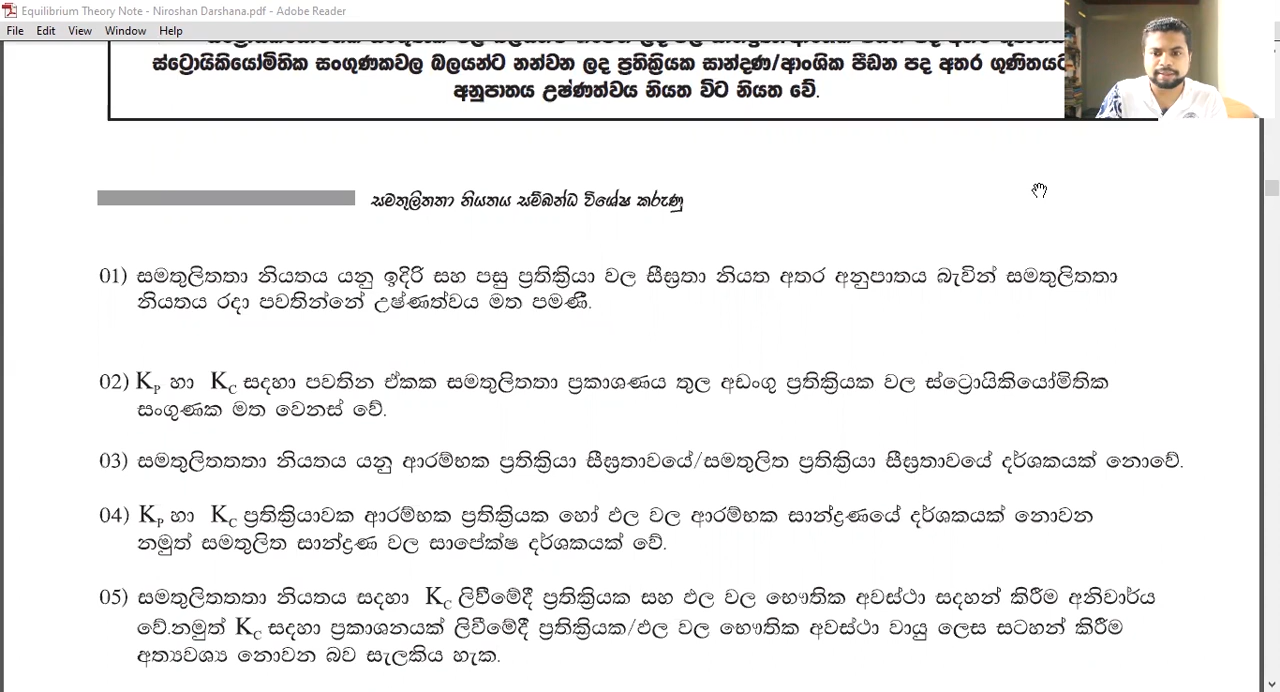 Equilibrium Theory Note - Niroshan Darshana.pdf - Adobe Reader
File Edit View Window Help
ස්ට්‍රොයිකියෝමිතික සංගුණකවල බලයන්ට නන්වන ලද ප්‍රතික්‍රියක සාන්දණ/ආංශික පීඩන පද අතර
අනුපාතය උෂ්ණත්වය නියත විට නියත වේ.
සමතුලිතතා නියතය සම්බන්ධ විශේෂ කරුණු
01) සමතුලිතතා නියතය යනු ඉදිරි සහ පසු ප්‍රතික්‍රියා වල සීඝ්‍රතා නියත අතර අනුපාතය බැවින් සමතුලිතතා
නියතය රදා පවතින්නේ උෂ්ණත්වය මත පමණී.
02) KP හා KC සදහා පවතින ඒකක සමතුලිතතා ප්‍රකාශණය තුල අඩංගු ප්‍රතික්‍රියක වල ස්ට්‍රොයිකියෝමිතික
සංගුණක මත වෙනස් වේ.
03) සමතුලිතතතා නියතය යනු ආරම්භක ප්‍රතික්‍රියා සීඝ්‍රතාවයේ/සමතුලිත ප්‍රතික්‍රියා සීඝ්‍රතාවයේ දර්ශකයක් නොවේ.
04) KP හා KC ප්‍රතික්‍රියාවක ආරම්භක ප්‍රතික්‍රියක හෝ ඵල වල ආරම්භක සාන්ද්‍රණයේ දර්ශකයක් නොවන
නමුත් සමතුලිත සාන්ද්‍රණ වල සාපේක්ෂ දර්ශකයක් වේ.
05) සමතුලිතතතා නියතය සදහා KC ලිවීමේදී ප්‍රතික්‍රියක සහ ඵල වල භෞතික අවස්ථා සදහන් කිරීම අනිවාර්ය
වේ.නමුත් KC සදහා ප්‍රකාශනයක් ලිවීමේදී ප්‍රතික්‍රියක/ඵල වල භෞතික අවස්ථා වායු ලෙස සටහන් කිරීම
අත්‍යවශ්‍ය නොවන බව සැලකිය හැක.